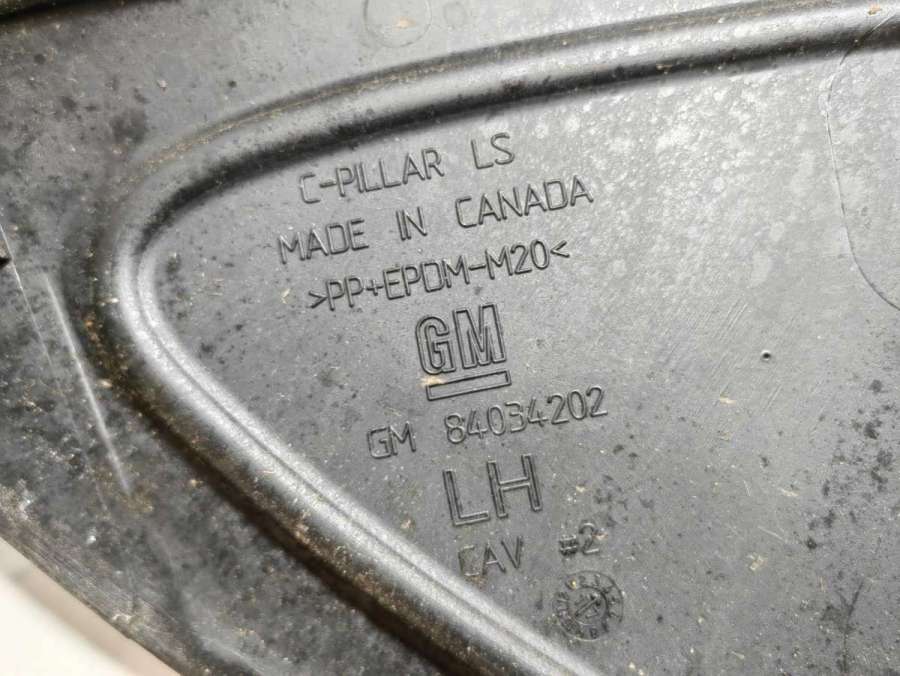 C-PILLAR LS
MADE IN CANADA
>PP+EPDM-M20<
GM
GM 84034202
LH
CAV #2